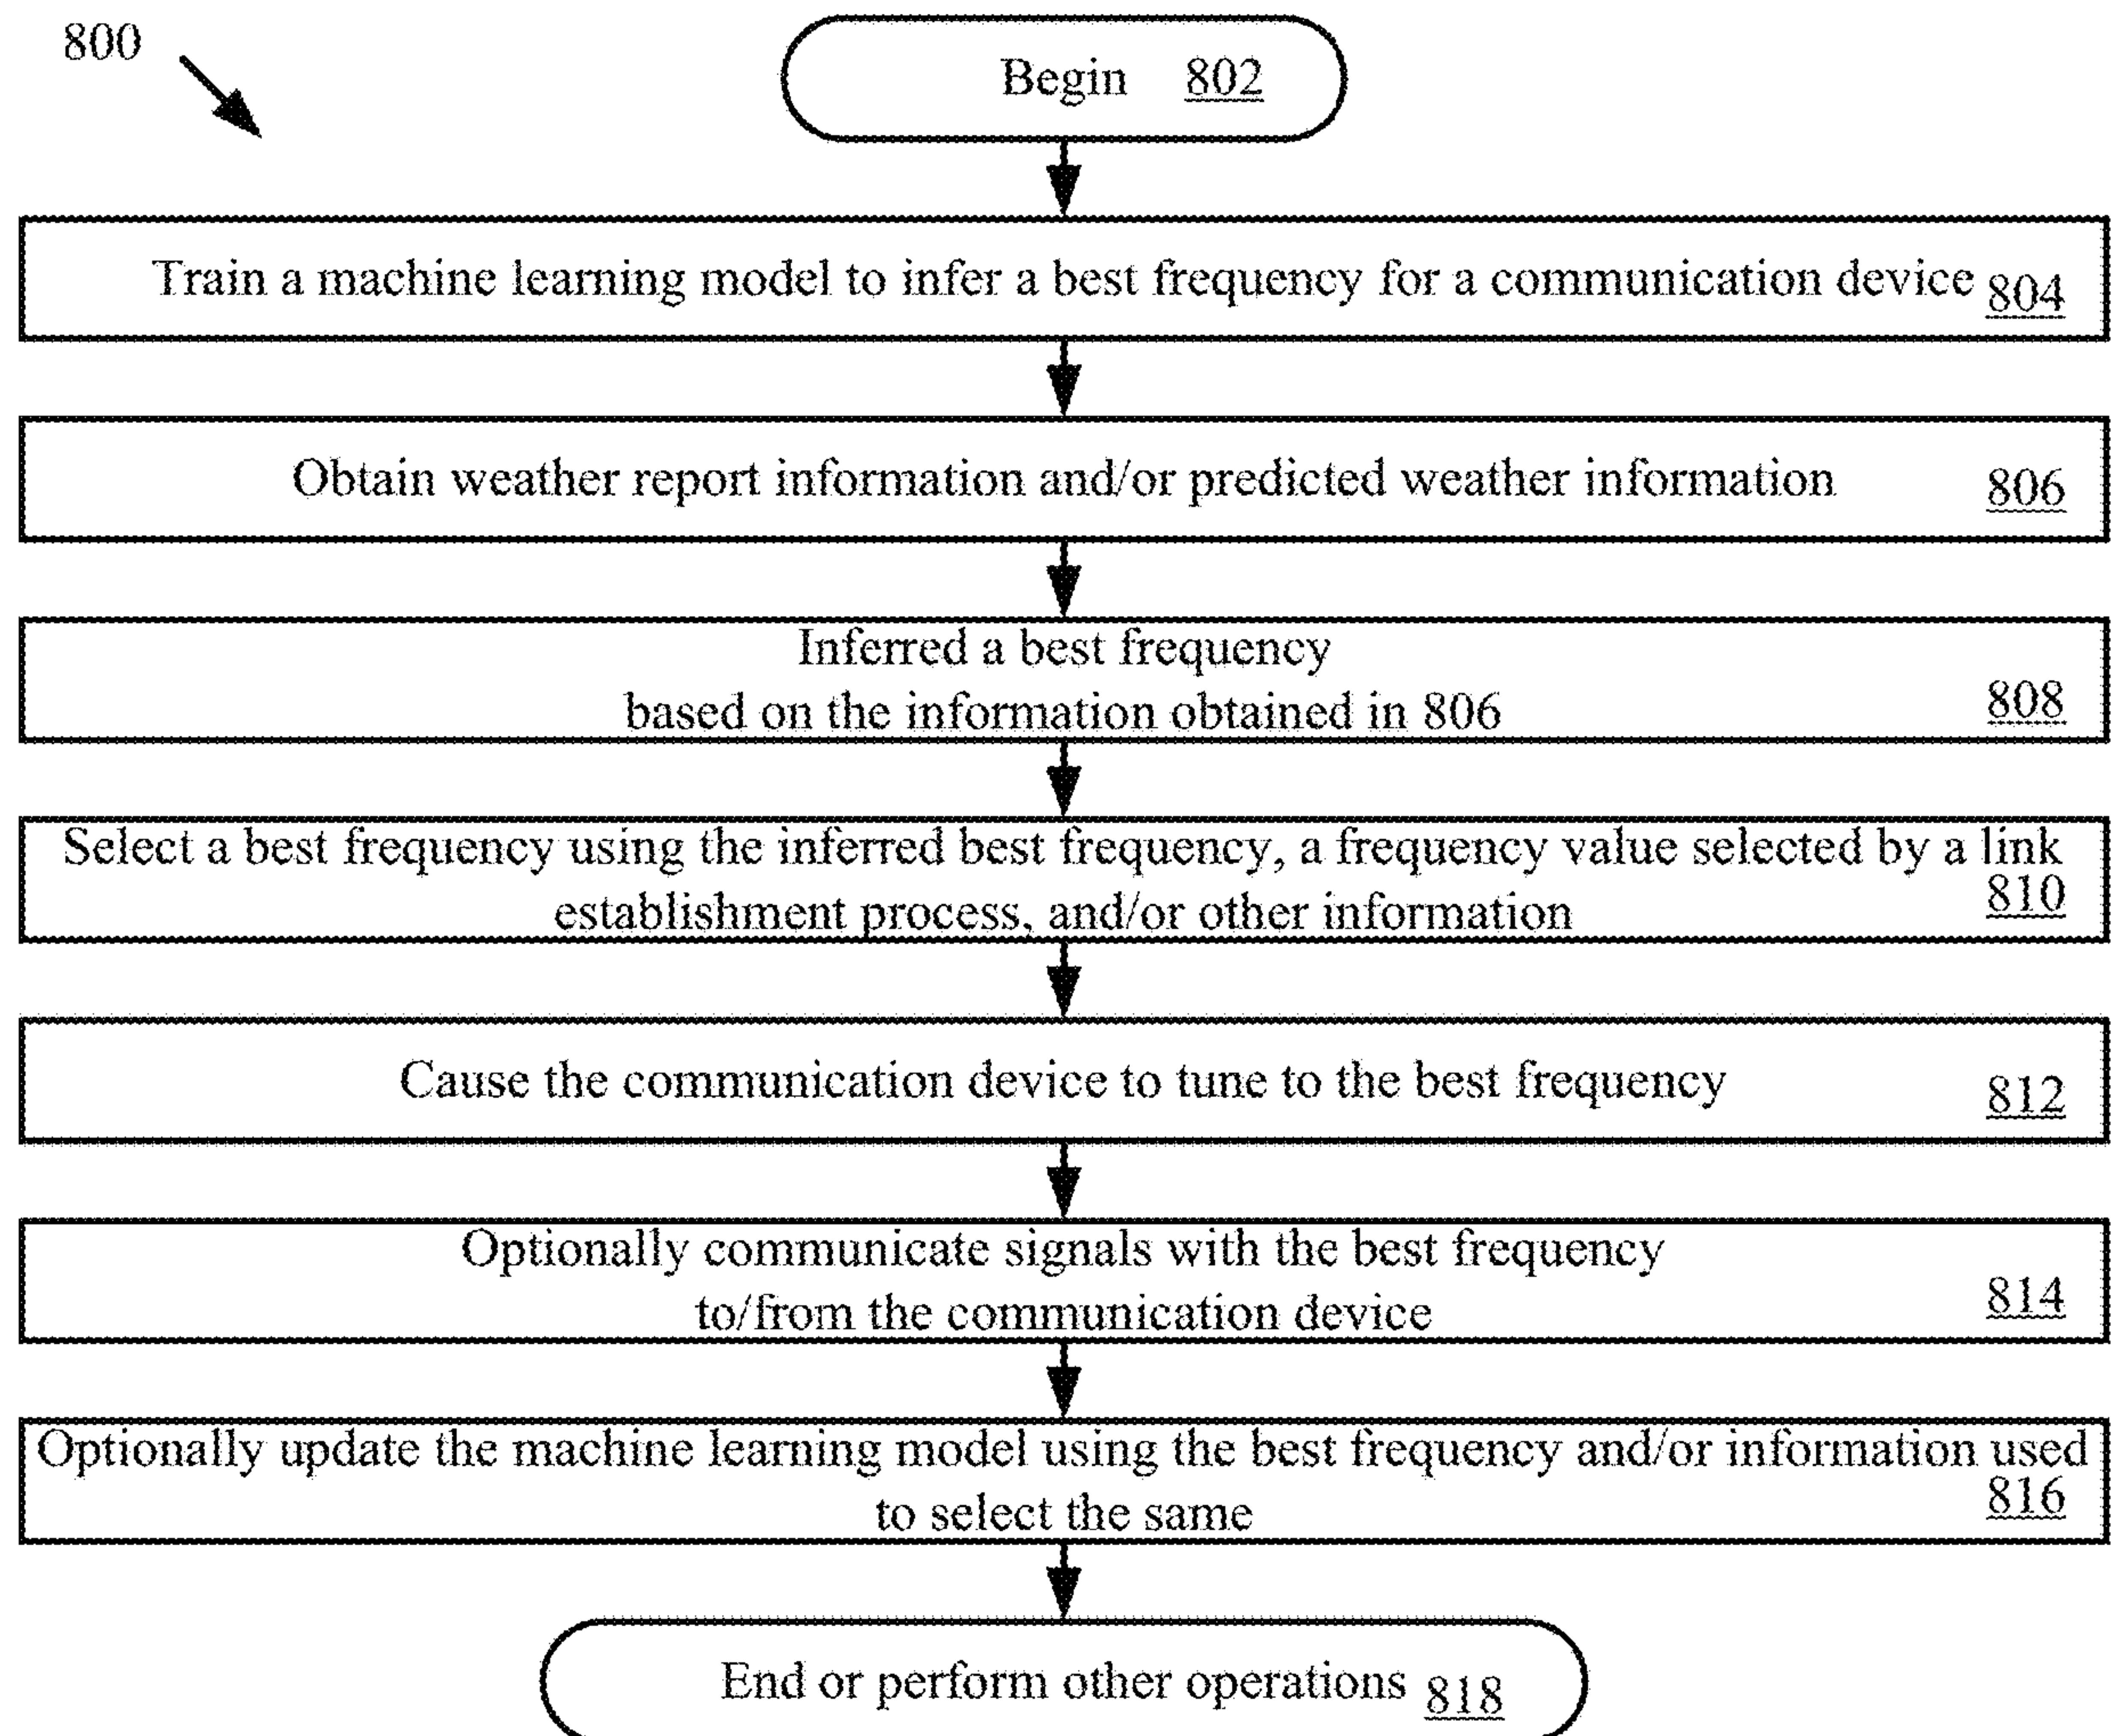 800
Begin 802
Train a machine learning model to infer a best frequency for a communication device 804
Obtain weather report information and/or predicted weather information 806
Inferred a best frequency
based on the information obtained in 806 808
Select a best frequency using the inferred best frequency, a frequency value selected by a link
establishment process, and/or other information 810
Cause the communication device to tune to the best frequency 812
Optionally communicate signals with the best frequency
to/from the communication device 814
Optionally update the machine learning model using the best frequency and/or information used
to select the same 816
End or perform other operations 818